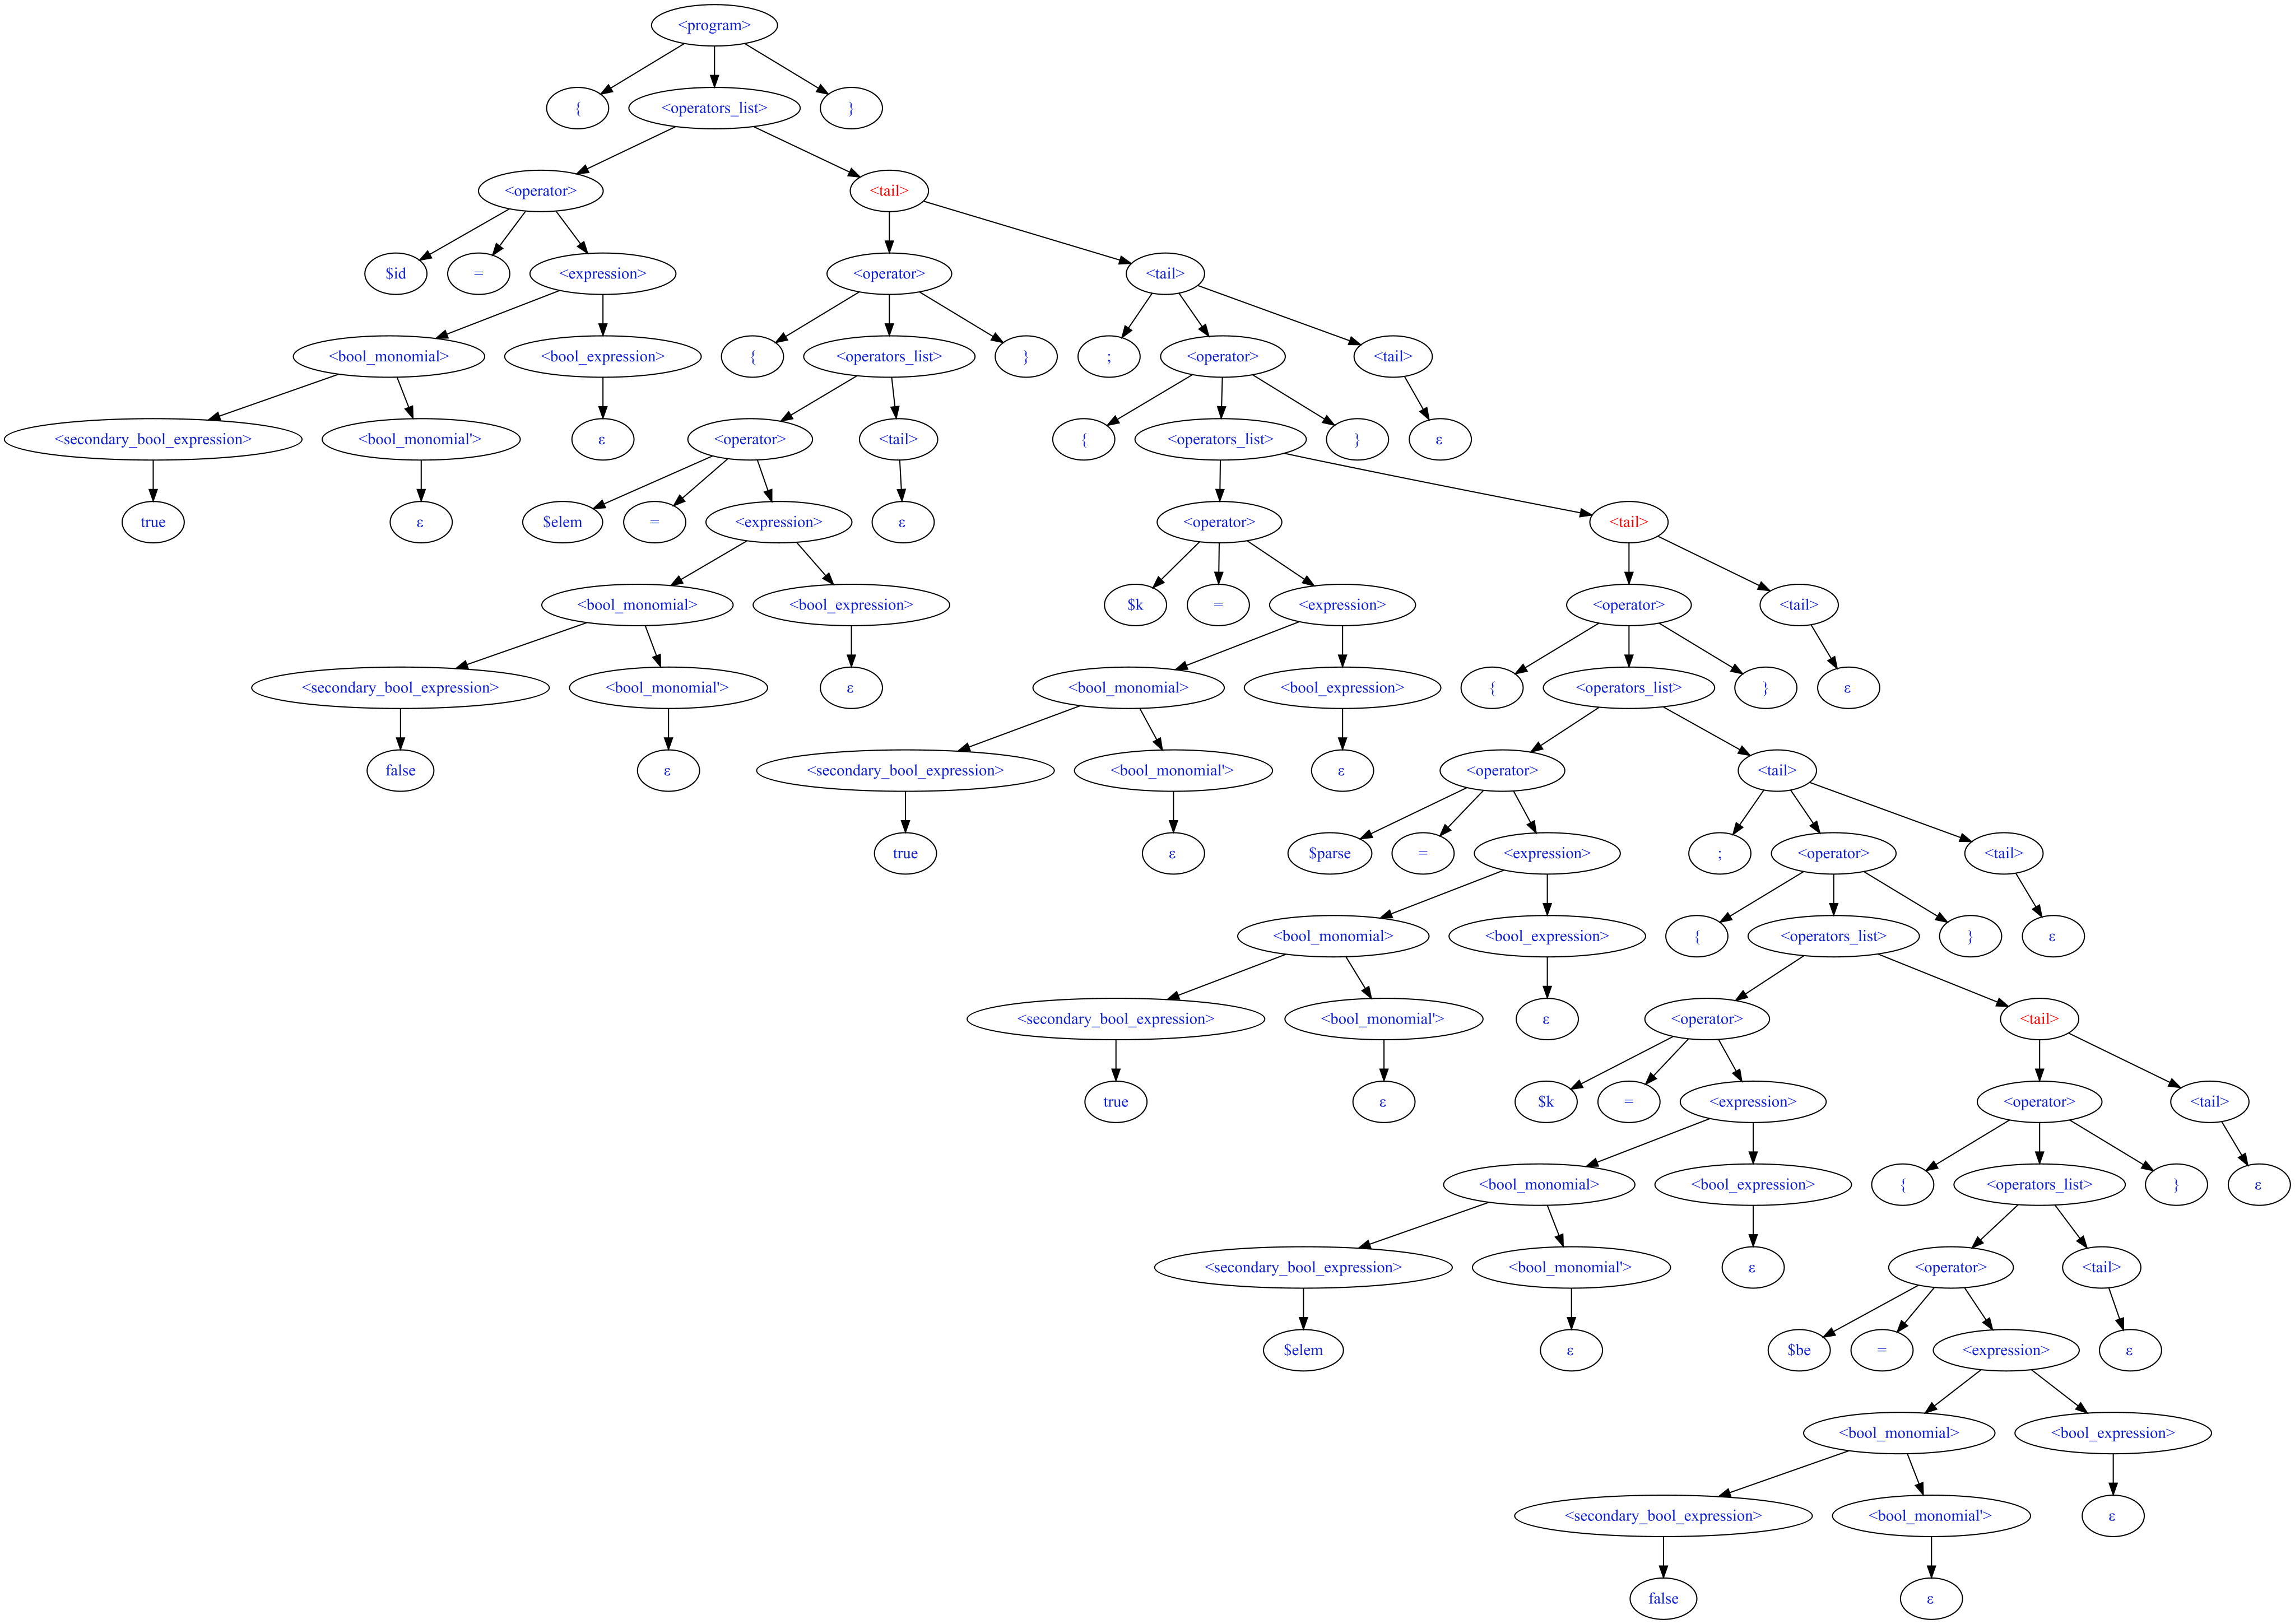 <program>
{ <operators_list> }
<operator> <tail>
$id = <expression> <operator> <tail>
<bool_monomial> <bool_expression> { <operators_list> } ; <operator> <tail>
<secondary_bool_expression> <bool_monomial'> ε <operator> <tail> { <operators_list> } ε
true ε $elem = <expression> ε <operator> <tail>
<bool_monomial> <bool_expression> $k = <expression> <operator> <tail>
<secondary_bool_expression> <bool_monomial'> ε <bool_monomial> <bool_expression> { <operators_list> } ε
false ε <secondary_bool_expression> <bool_monomial'> ε <operator> <tail>
true ε $parse = <expression> ; <operator> <tail>
<bool_monomial> <bool_expression> { <operators_list> } ε
<secondary_bool_expression> <bool_monomial'> ε <operator> <tail>
true ε $k = <expression> <operator> <tail>
<bool_monomial> <bool_expression> { <operators_list> } ε
<secondary_bool_expression> <bool_monomial'> ε <operator> <tail>
$elem ε $be = <expression> ε
<bool_monomial> <bool_expression>
<secondary_bool_expression> <bool_monomial'> ε
false ε